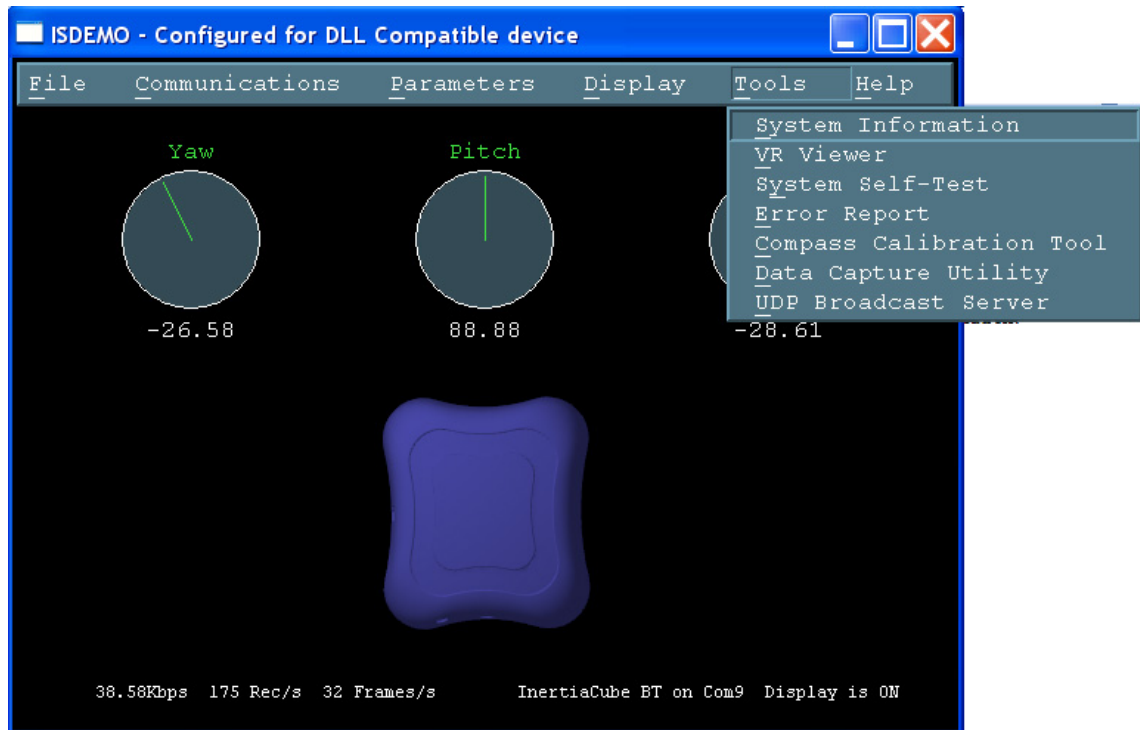 ISDEMO - Configured for DLL Compatible device
File Communications Parameters Display Tools Help
System Information
VR Viewer
System Self-Test
Error Report
Compass Calibration Tool
Data Capture Utility
UDP Broadcast Server
Yaw Pitch
-26.58 88.88 -28.61
38.58Kbps 175 Rec/s 32 Frames/s InertiaCube BT on Com9 Display is ON